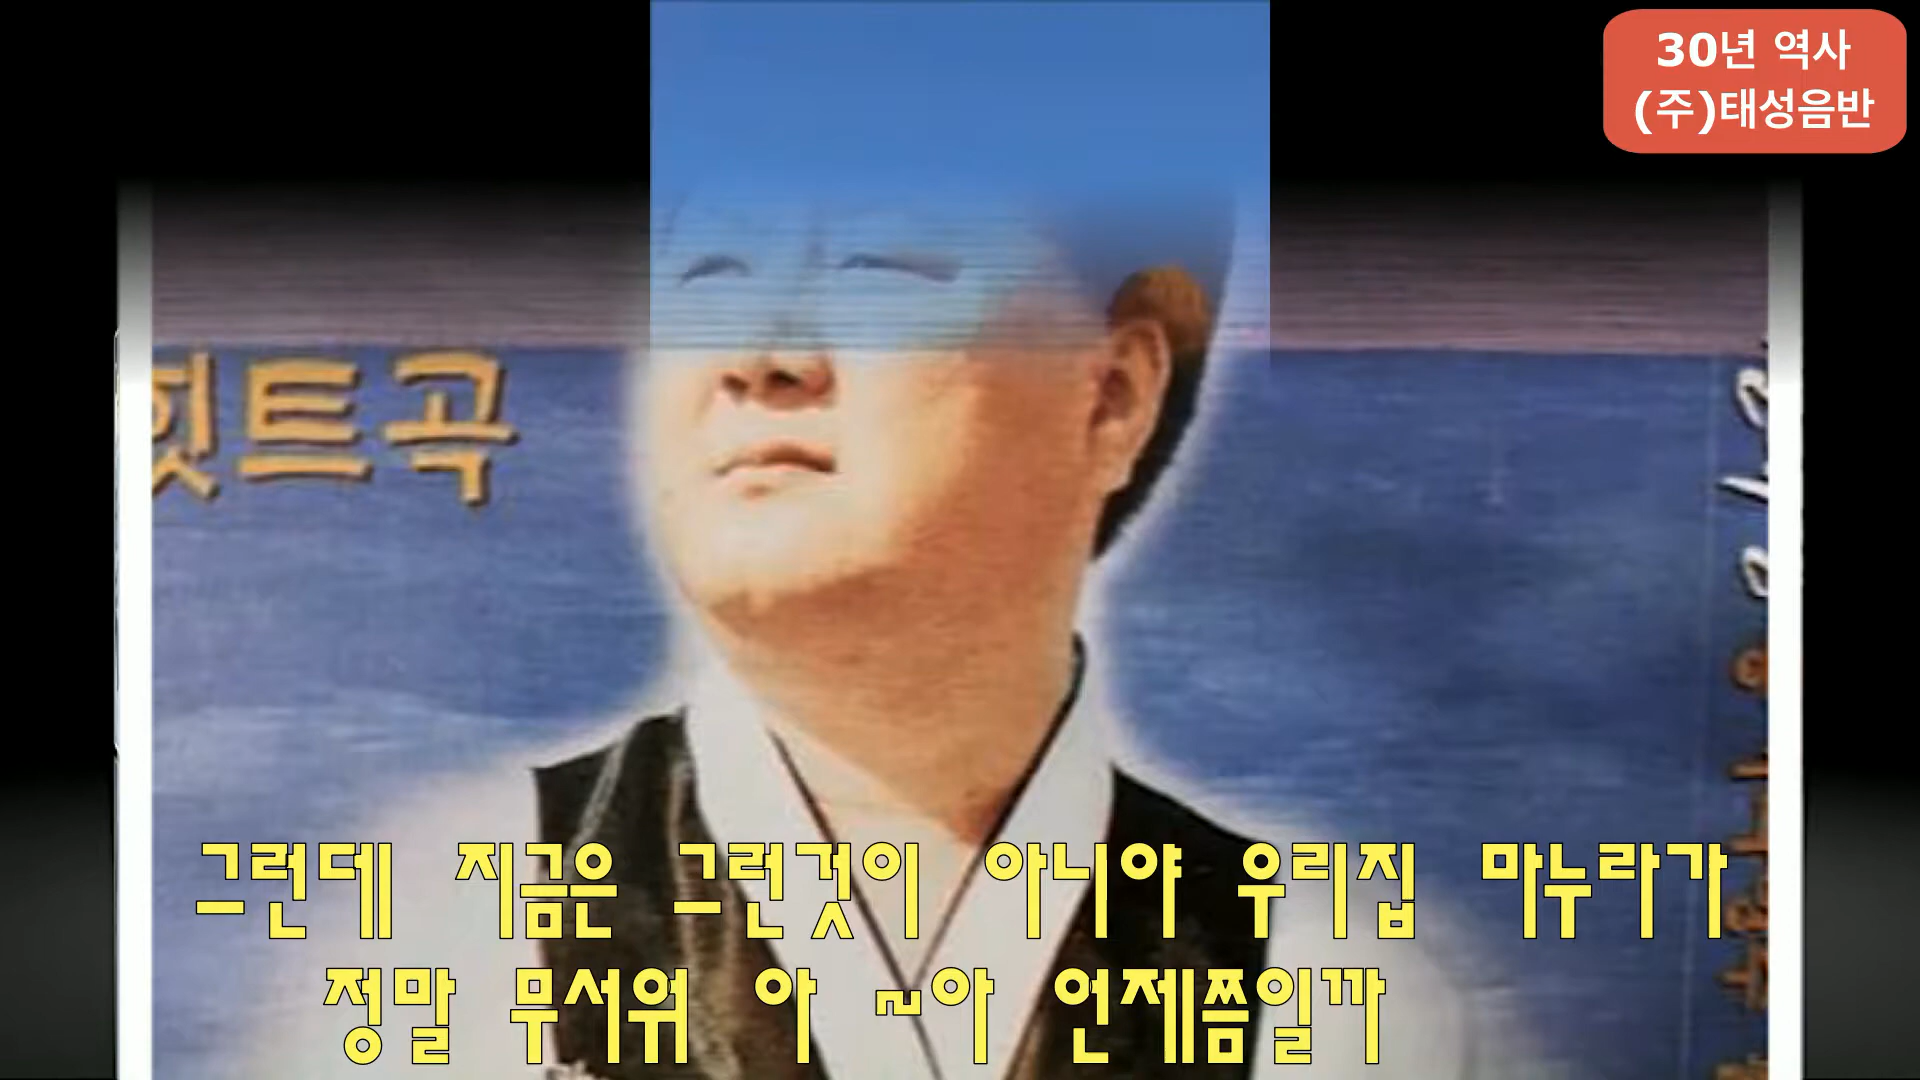 30년 역사
(주)태성음반
힛트곡
그런데 지금은 그런것이 아니야 우리집 마누라가
정말 무서워 아 ~아 언제쯤일까